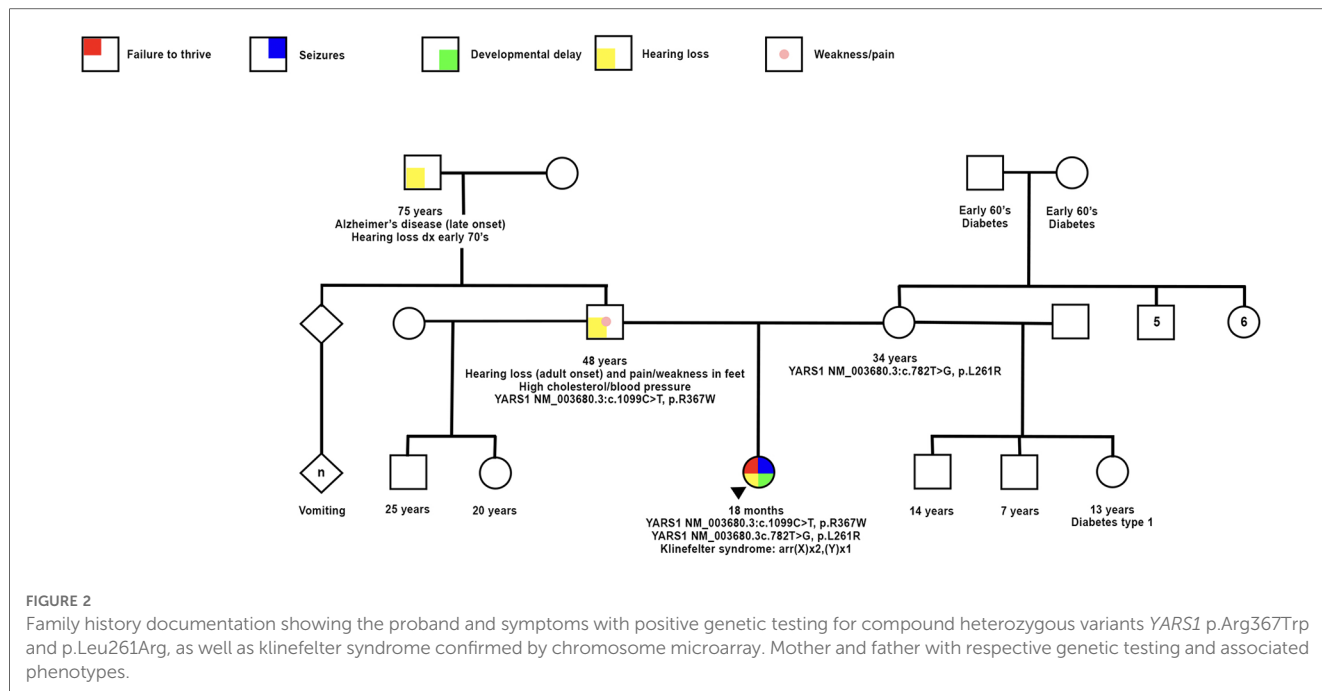 Failure to thrive
Seizures
Developmental delay
Hearing loss
Weakness/pain
75 years
Alzheimer's disease (late onset)
Hearing loss dx early 70's
Early 60's
Diabetes
Early 60's
Diabetes
5
6
48 years
Hearing loss (adult onset) and pain/weakness in feet
High cholesterol/blood pressure
YARS1 NM_003680.3:c.1099C>T, p.R367W
34 years
YARS1 NM_003680.3:c.782T>G, p.L261R
n
Vomiting
25 years
20 years
18 months
YARS1 NM_003680.3:c.1099C>T, p.R367W
YARS1 NM_003680.3c.782T>G, p.L261R
Klinefelter syndrome: arr(X)x2,(Y)x1
14 years
7 years
13 years
Diabetes type 1
FIGURE 2
Family history documentation showing the proband and symptoms with positive genetic testing for compound heterozygous variants YARS1 p.Arg367Trp
and p.Leu261Arg, as well as klinefelter syndrome confirmed by chromosome microarray. Mother and father with respective genetic testing and associated
phenotypes.